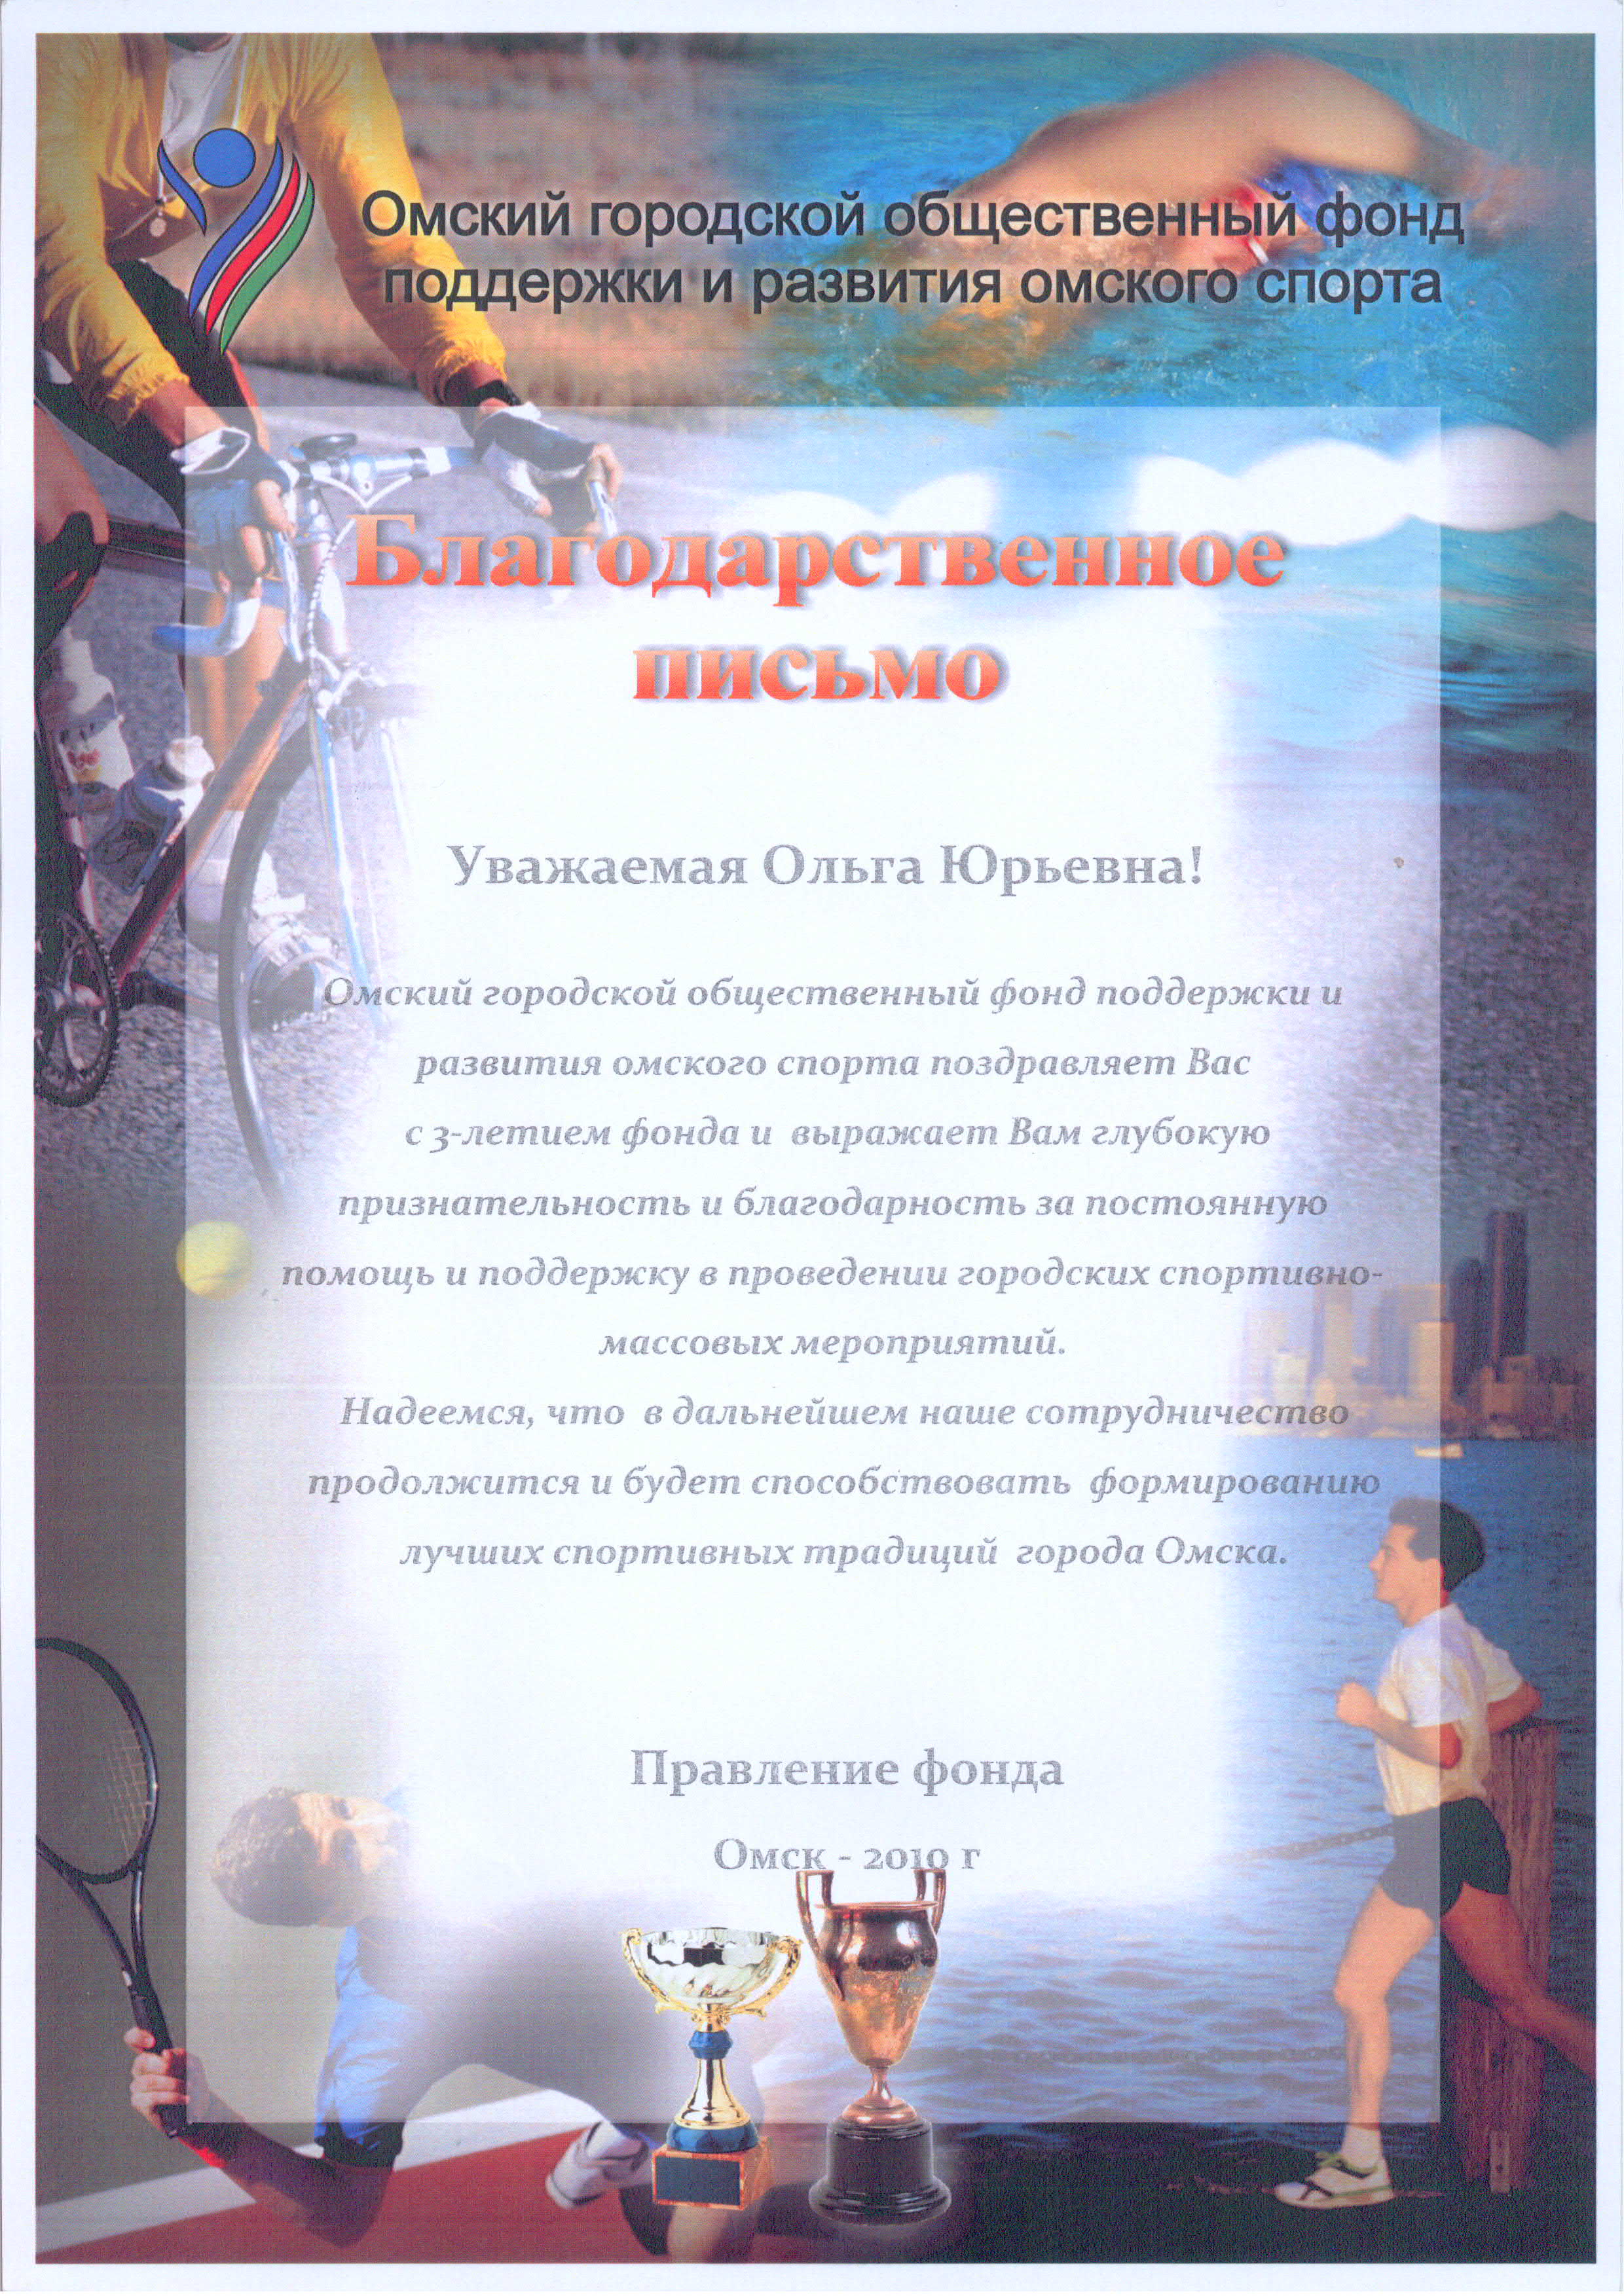 Омский городской общественный фонд
поддержки и развития омского спорта
Благодарственное
письмо
Уважаемая Ольга Юрьевна!
Омский городской общественный фонд поддержки и
развития омского спорта поздравляет Вас
с 3-летием фонда и выражает Вам глубокую
признательность и благодарность за постоянную
помощь и поддержку в проведении городских спортивно-
массовых мероприятий.
Надеемся, что в дальнейшем наше сотрудничество
продолжится и будет способствовать формированию
лучших спортивных традиций города Омска.
Правление фонда
Омск - 2010 г